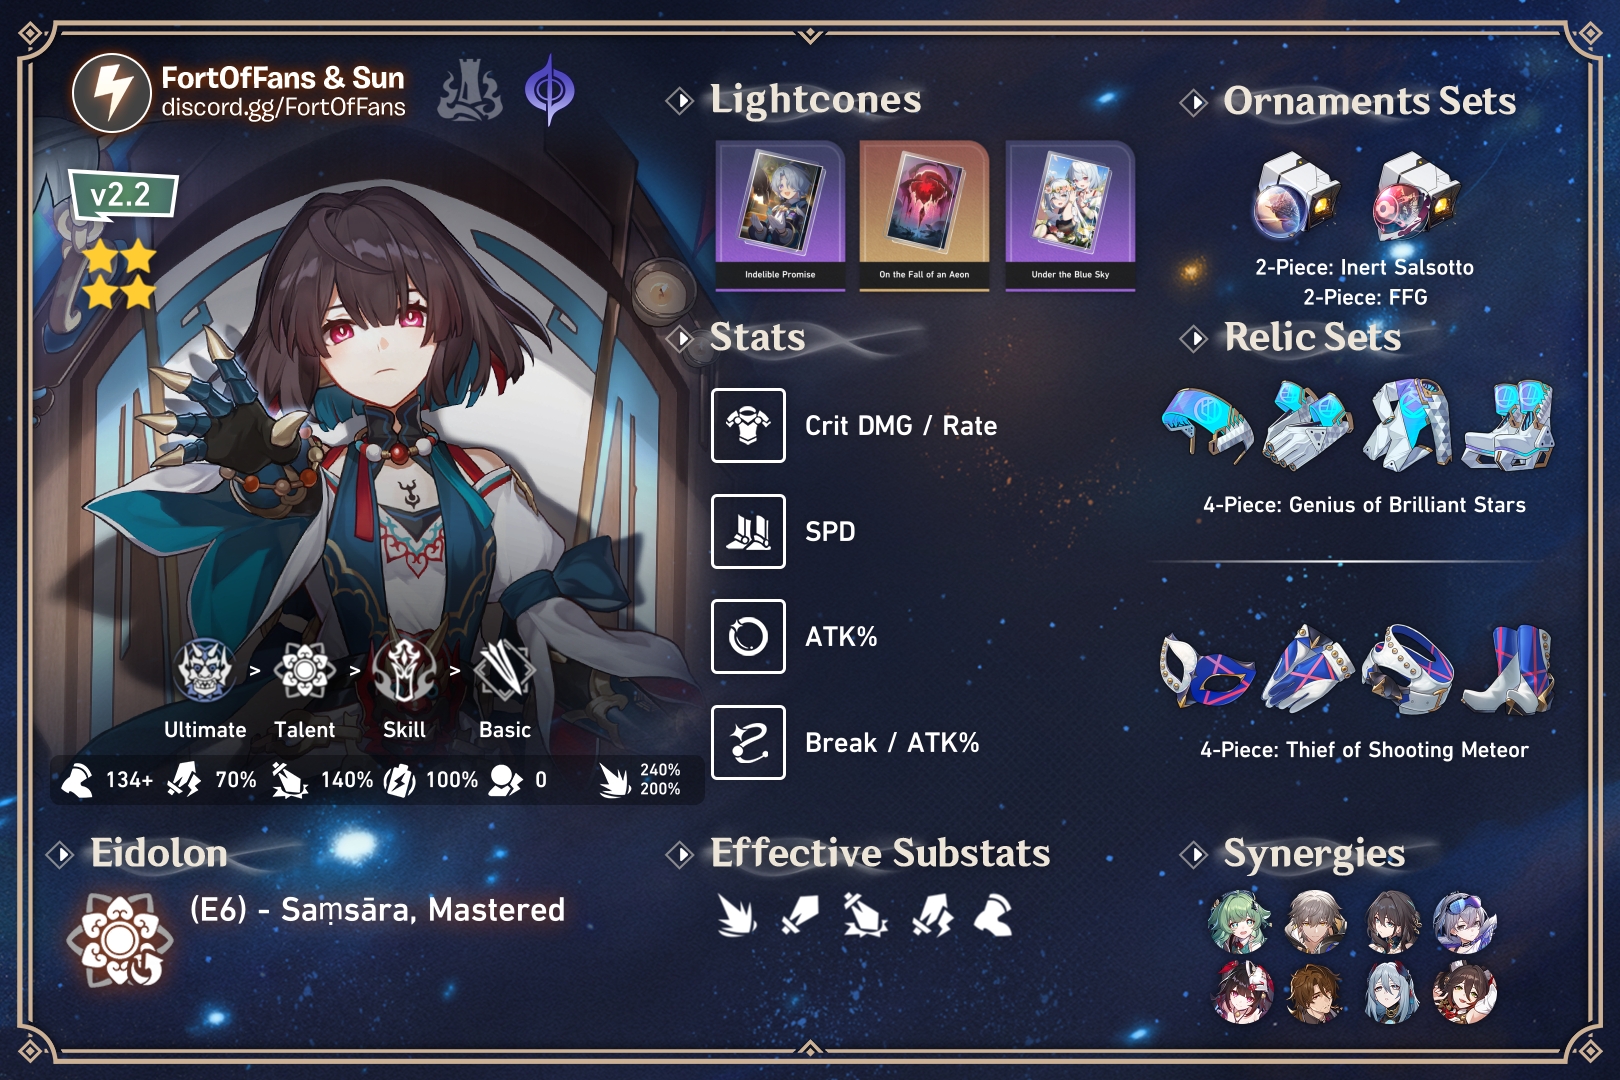 FortOfFans & Sun
discord.gg/FortOfFans
v2.2
Ultimate > Talent > Skill > Basic
134+ 70% 140% 100% 0 240%
200%
Eidolon
(E6) - Saṃsāra, Mastered
Lightcones
Indelible Promise
On the Fall of an Aeon
Under the Blue Sky
Stats
Crit DMG / Rate
SPD
ATK%
Break / ATK%
Effective Substats
Ornaments Sets
2-Piece: Inert Salsotto
2-Piece: FFG
Relic Sets
4-Piece: Genius of Brilliant Stars
4-Piece: Thief of Shooting Meteor
Synergies